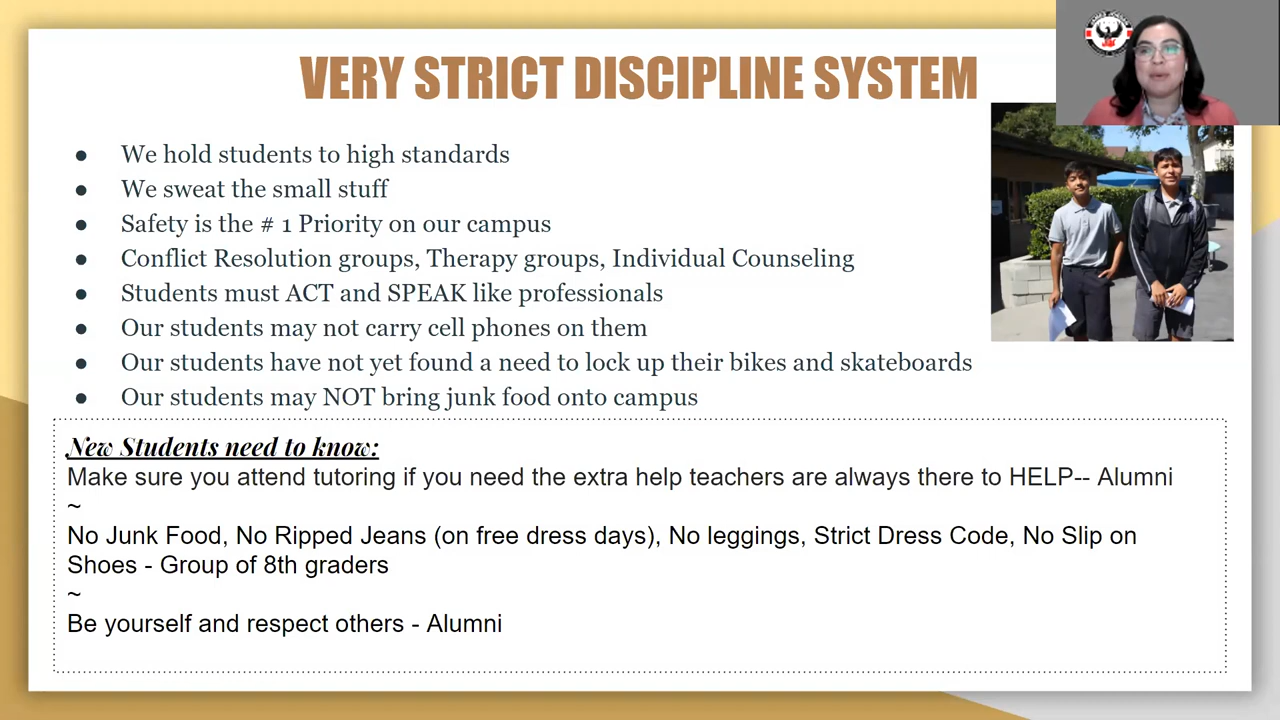 VERY STRICT DISCIPLINE SYSTEM
● We hold students to high standards
● We sweat the small stuff
● Safety is the # 1 Priority on our campus
● Conflict Resolution groups, Therapy groups, Individual Counseling
● Students must ACT and SPEAK like professionals
● Our students may not carry cell phones on them
● Our students have not yet found a need to lock up their bikes and skateboards
● Our students may NOT bring junk food onto campus
New Students need to know:
Make sure you attend tutoring if you need the extra help teachers are always there to HELP-- Alumni
~
No Junk Food, No Ripped Jeans (on free dress days), No leggings, Strict Dress Code, No Slip on
Shoes - Group of 8th graders
~
Be yourself and respect others - Alumni